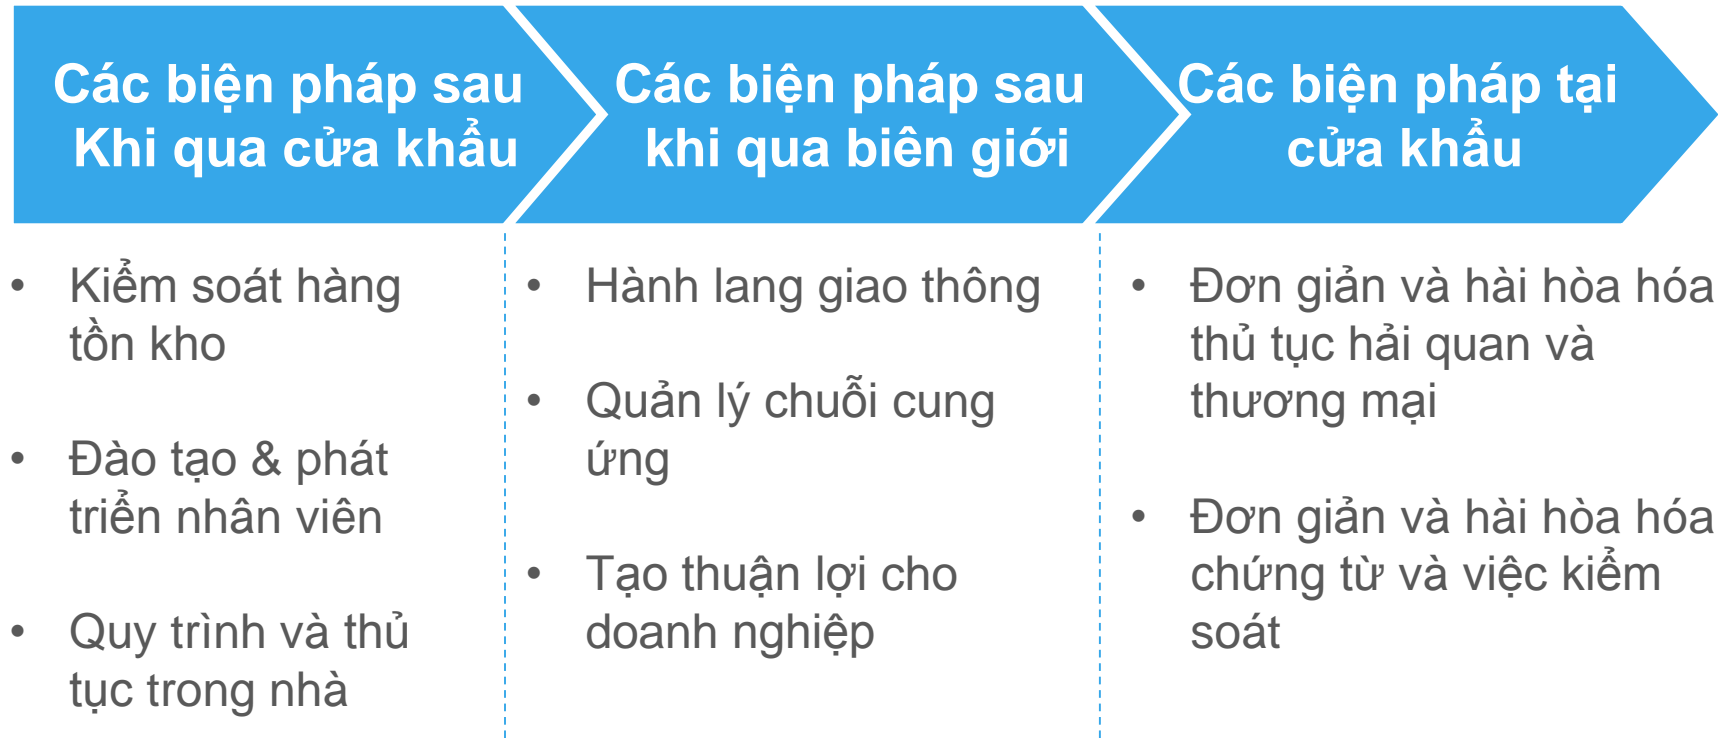 Các biện pháp sau
Khi qua cửa khẩu
Các biện pháp sau
khi qua biên giới
Các biện pháp tại
cửa khẩu
• Kiểm soát hàng
tồn kho
• Đào tạo & phát
triển nhân viên
• Quy trình và thủ
tục trong nhà
• Hành lang giao thông
• Quản lý chuỗi cung
ứng
• Tạo thuận lợi cho
doanh nghiệp
• Đơn giản và hài hòa hóa
thủ tục hải quan và
thương mại
• Đơn giản và hài hòa hóa
chứng từ và việc kiểm
soát